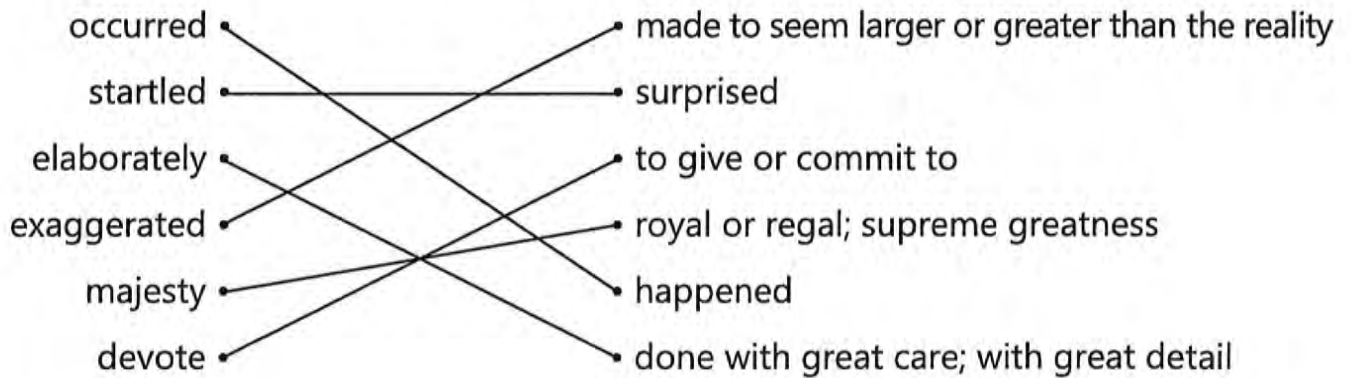 occurred made to seem larger or greater than the reality
startled surprised
elaborately to give or commit to
exaggerated royal or regal; supreme greatness
majesty happened
devote done with great care; with great detail